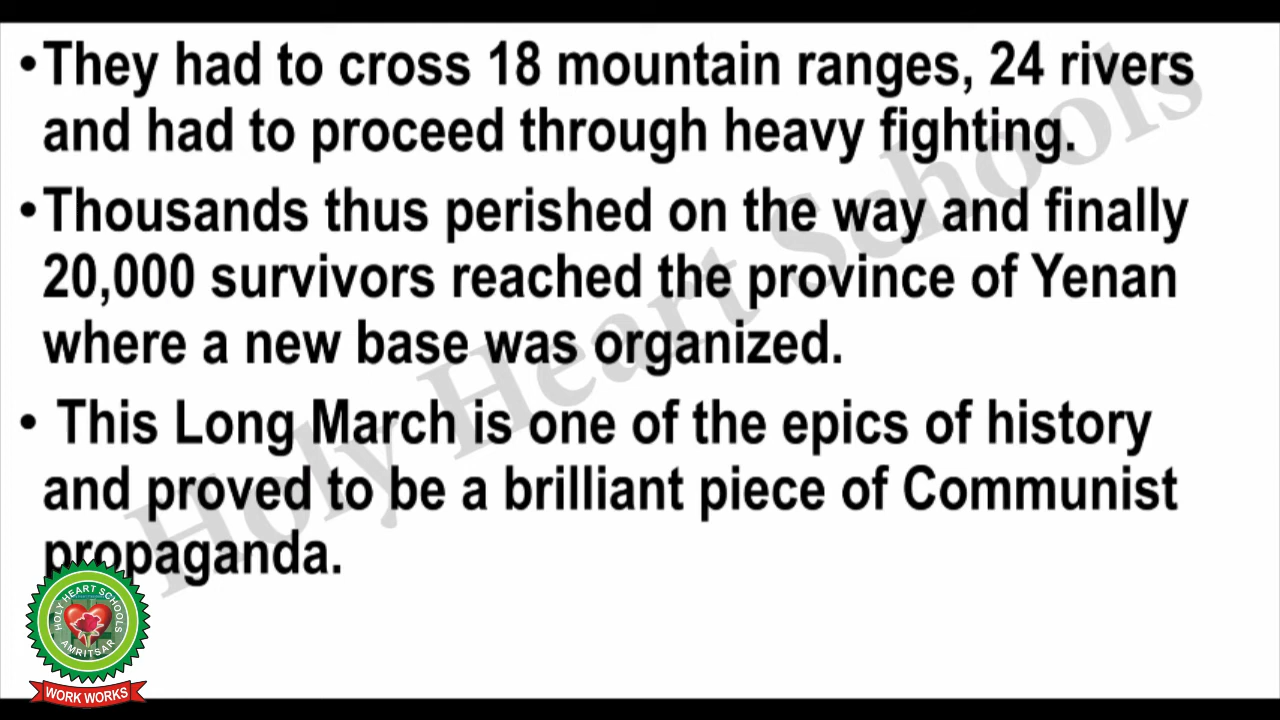 •They had to cross 18 mountain ranges, 24 rivers
and had to proceed through heavy fighting.
•Thousands thus perished on the way and finally
20,000 survivors reached the province of Yenan
where a new base was organized.
• This Long March is one of the epics of history
and proved to be a brilliant piece of Communist
propaganda.
Holy Heart Schools
HOLY HEART SCHOOLS
AMRITSAR
WORK WORKS